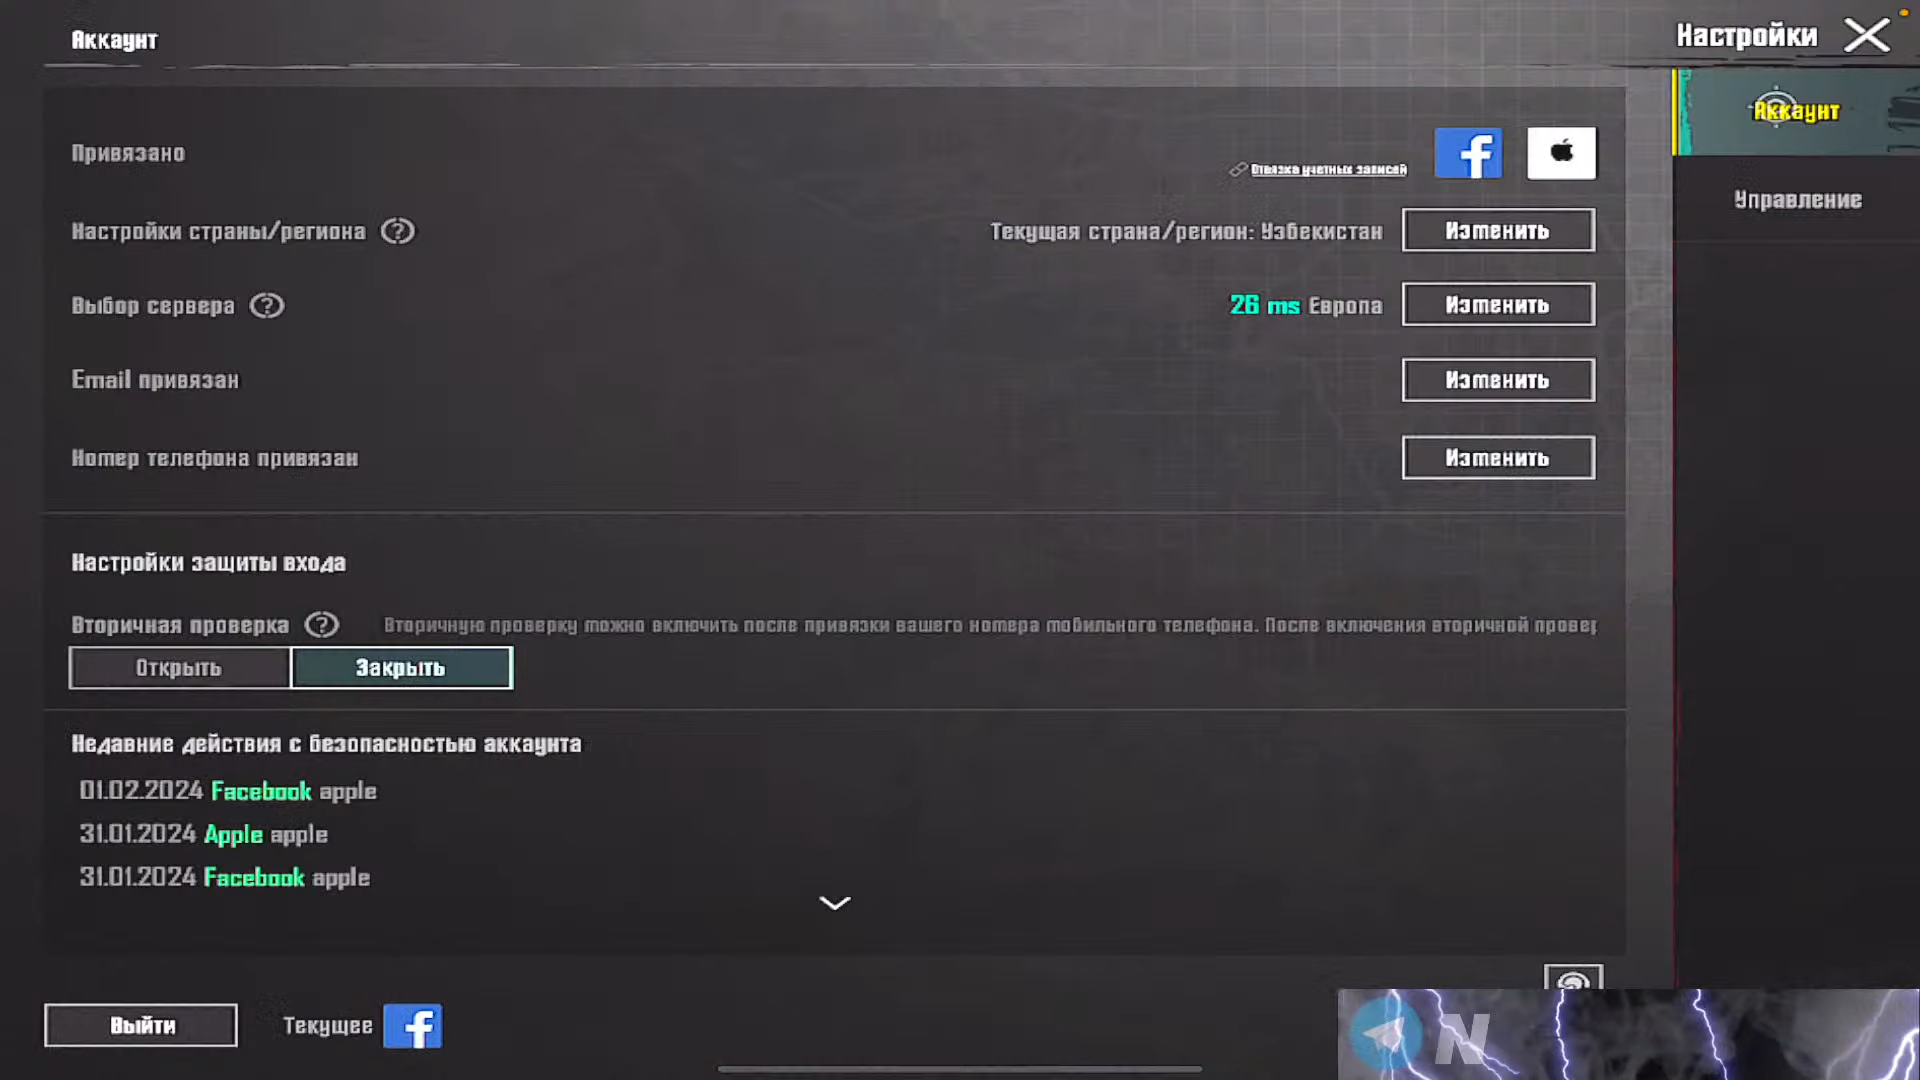 Аккаунт
Настройки
Аккаунт
Управление
Привязано
Отвязка учетных записей
Настройки страны/региона
Текущая страна/регион: Узбекистан
Изменить
Выбор сервера
26 ms Европа
Изменить
Email привязан
Изменить
Номер телефона привязан
Изменить
Настройки защиты входа
Вторичная проверка
Вторичную проверку можно включить после привязки вашего номера мобильного телефона. После включения вторичной
Открыть
Закрыть
Недавние действия с безопасностью аккаунта
01.02.2024 Facebook apple
31.01.2024 Apple apple
31.01.2024 Facebook apple
Выйти
Текущее
N